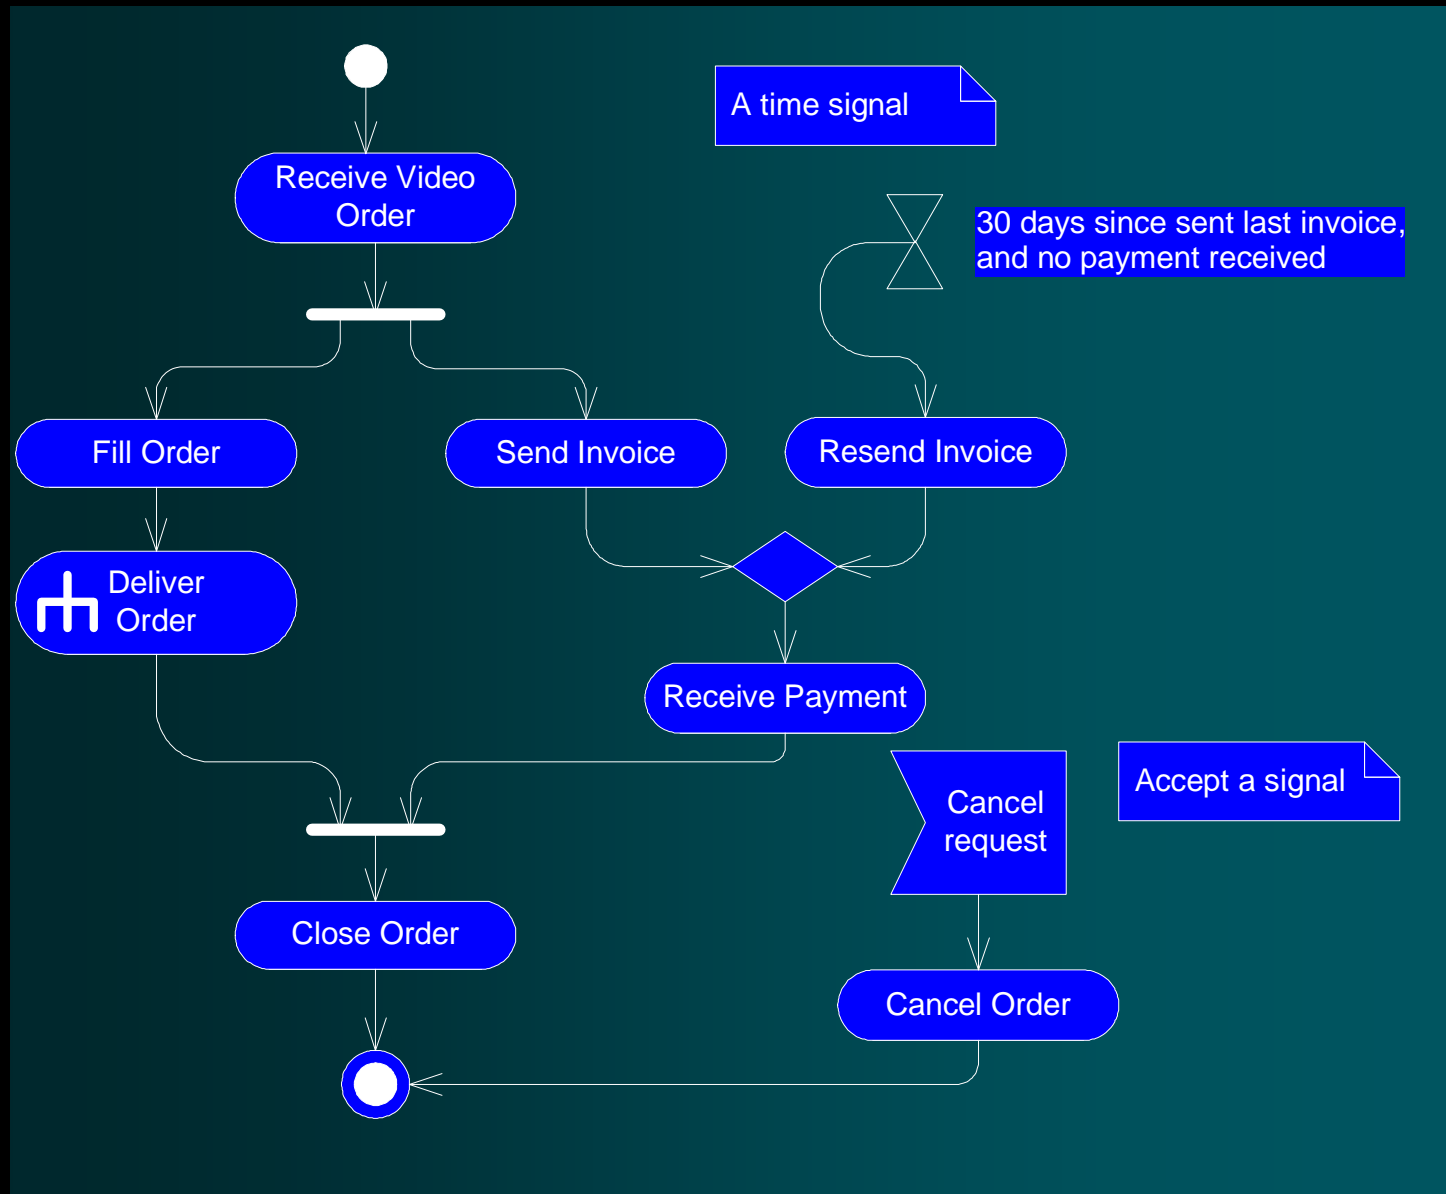 A time signal
Receive Video
Order
30 days since sent last invoice,
and no payment received
Fill Order
Send Invoice
Resend Invoice
Deliver
Order
Receive Payment
Cancel
request
Accept a signal
Close Order
Cancel Order